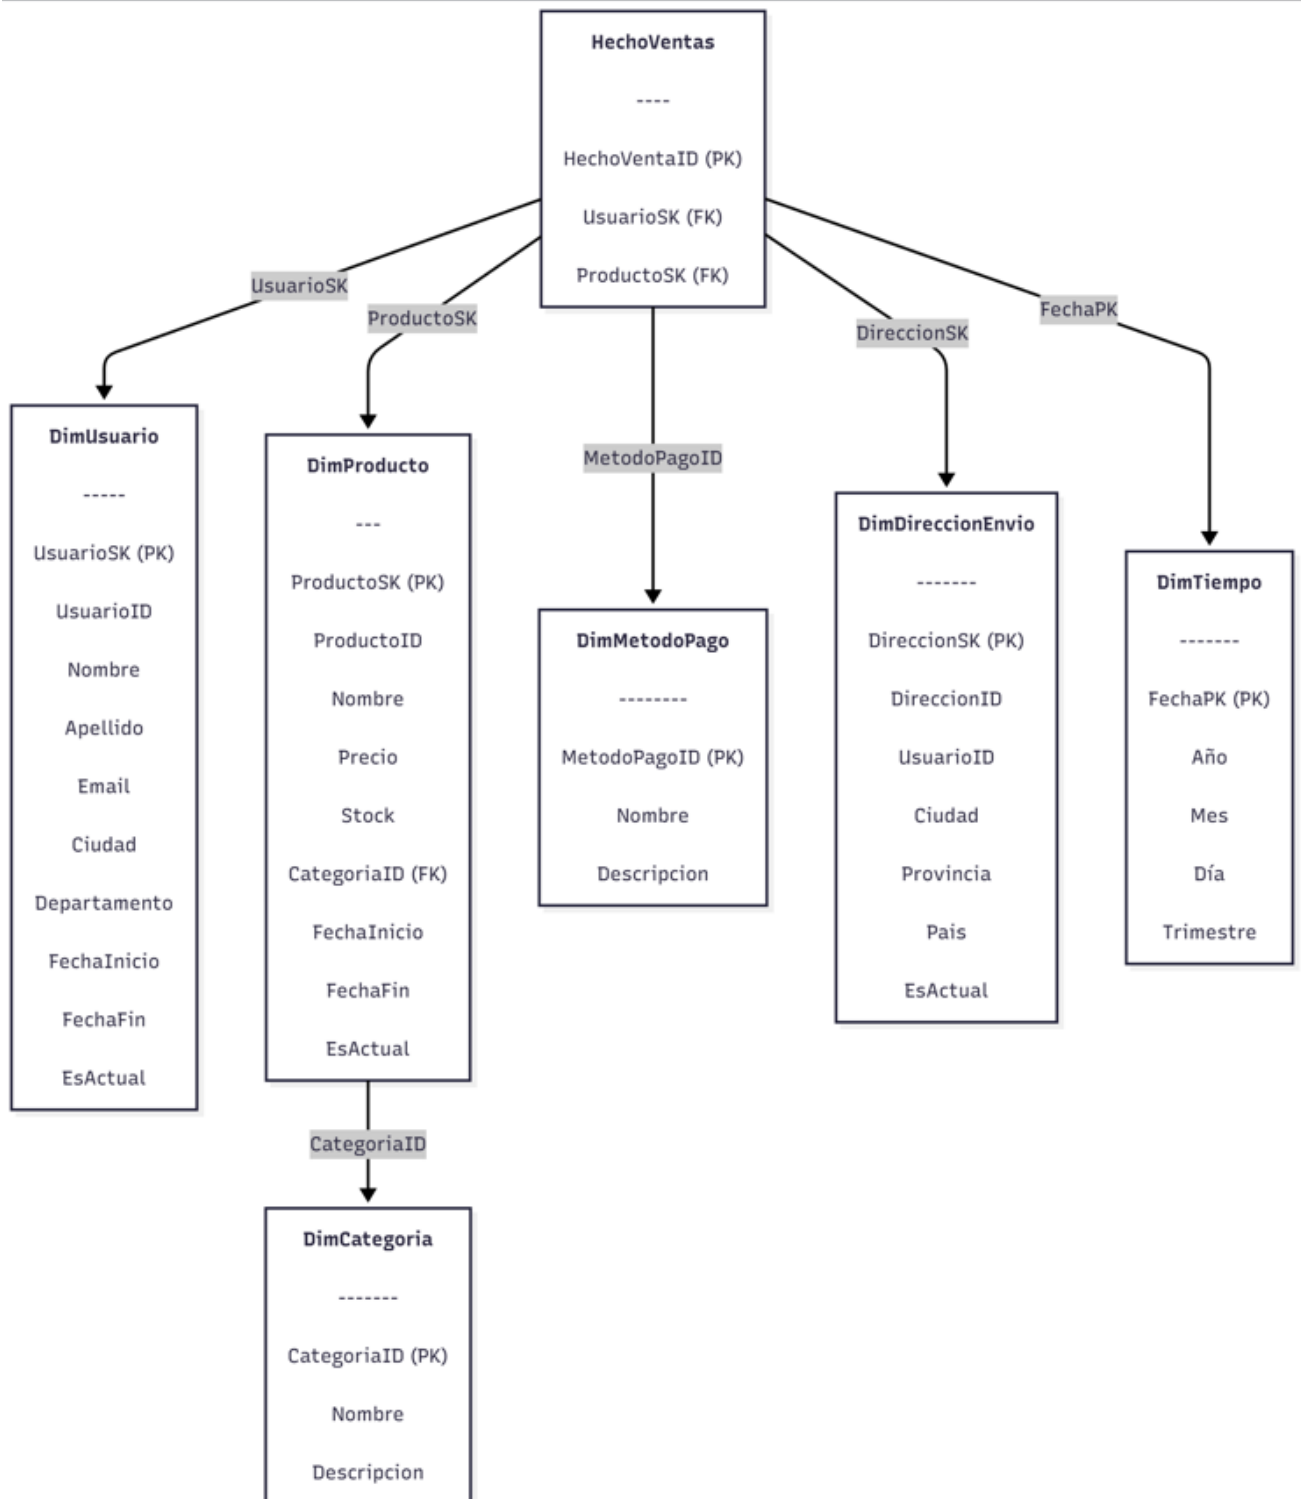 HechoVentas
----
HechoVentaID (PK)
UsuarioSK (FK)
ProductoSK (FK)
UsuarioSK
ProductoSK
MetodoPagoID
DireccionSK
FechaPK
DimUsuario
-----
UsuarioSK (PK)
UsuarioID
Nombre
Apellido
Email
Ciudad
Departamento
FechaInicio
FechaFin
EsActual
DimProducto
---
ProductoSK (PK)
ProductoID
Nombre
Precio
Stock
CategoriaID (FK)
FechaInicio
FechaFin
EsActual
DimMetodoPago
--------
MetodoPagoID (PK)
Nombre
Descripcion
DimDireccionEnvio
-------
DireccionSK (PK)
DireccionID
UsuarioID
Ciudad
Provincia
Pais
EsActual
DimTiempo
-------
FechaPK (PK)
Año
Mes
Día
Trimestre
CategoriaID
DimCategoria
-------
CategoriaID (PK)
Nombre
Descripcion